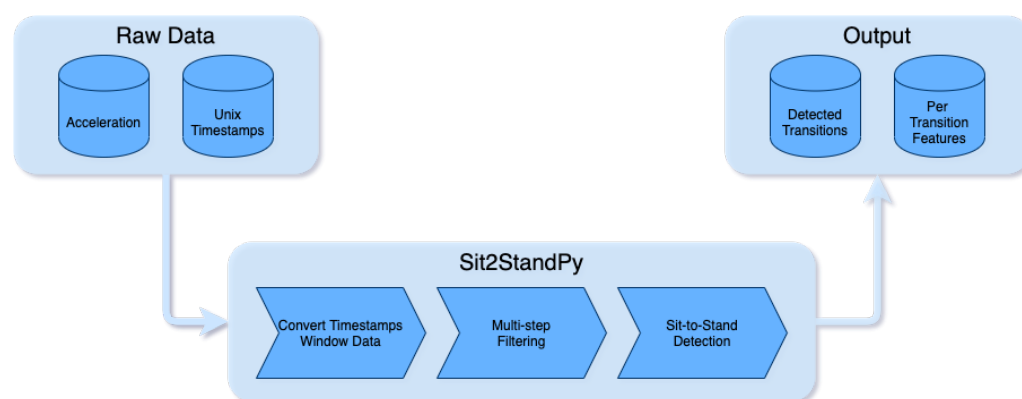 Raw Data
Acceleration
Unix
Timestamps
Output
Detected
Transitions
Per
Transition
Features
Sit2StandPy
Convert Timestamps
Window Data
Multi-step
Filtering
Sit-to-Stand
Detection